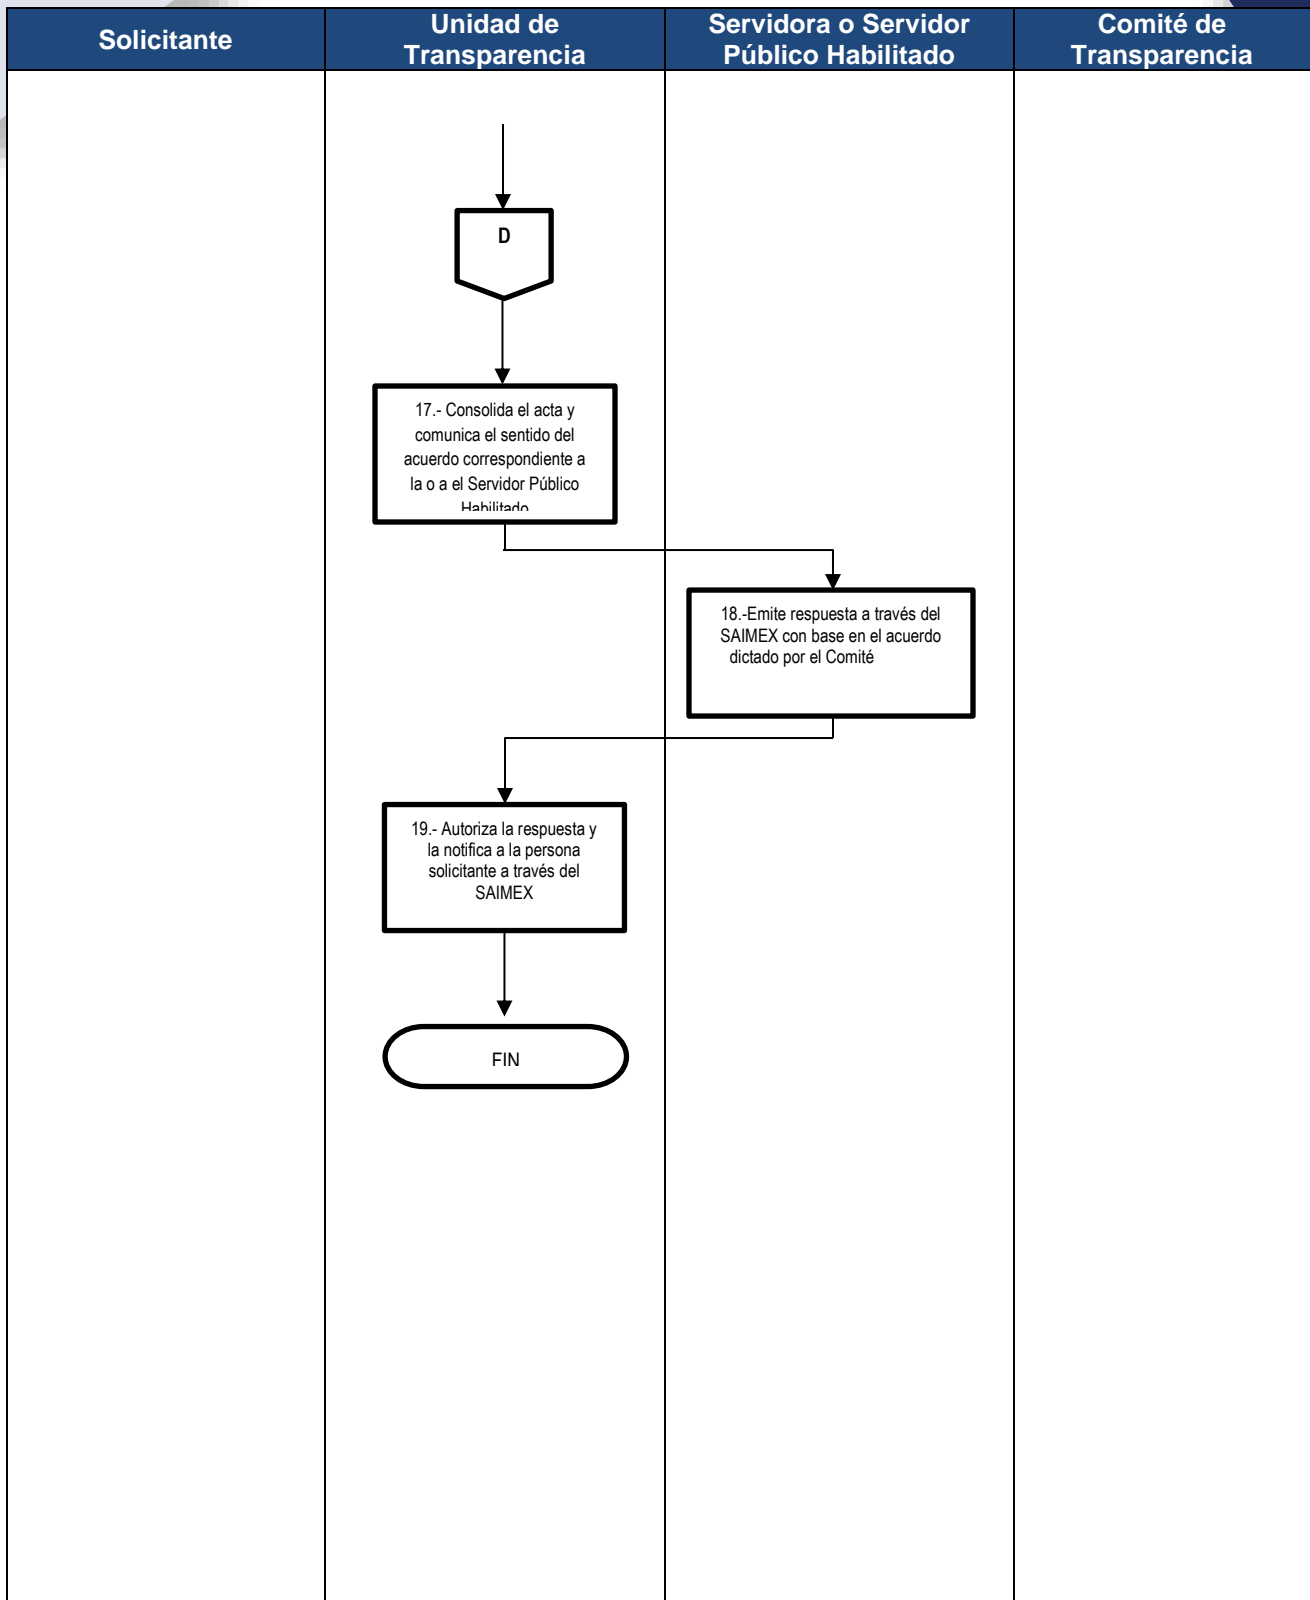 Solicitante
Unidad de
Transparencia
Servidora o Servidor
Público Habilitado
Comité de
Transparencia
D
17.- Consolida el acta y
comunica el sentido del
acuerdo correspondiente a
la o a el Servidor Público
Habilitado
18.-Emite respuesta a través del
SAIMEX con base en el acuerdo
dictado por el Comité
19.- Autoriza la respuesta y
la notifica a la persona
solicitante a través del
SAIMEX
FIN